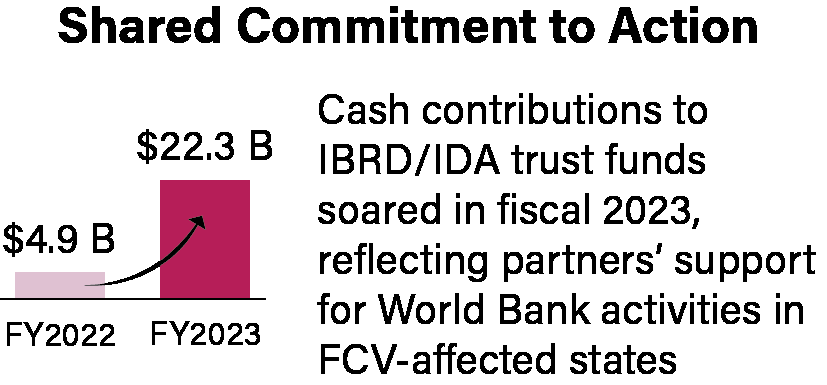 Shared Commitment to Action
$4.9 B
$22.3 B
FY2022
FY2023
Cash contributions to
IBRD/IDA trust funds
soared in fiscal 2023,
reflecting partners’ support
for World Bank activities in
FCV-affected states